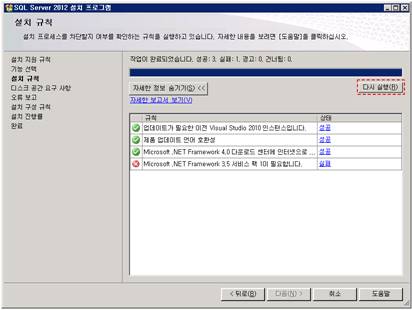 SQL Server 2012 설치 프로그램
설치 규칙
설치 프로세스를 차단할지 여부를 확인하는 규칙을 실행하고 있습니다. 자세한 내용을 보려면 [도움말]을 클릭하십시오.
설치 지원 규칙
기능 선택
설치 규칙
디스크 공간 요구 사항
오류 보고
설치 구성 규칙
설치 진행률
완료
작업이 완료되었습니다. 성공: 3, 실패: 1, 경고: 0, 건너뜀: 0.
자세한 정보 숨기기(S) <<
다시 실행(R)
자세한 보고서 보기(V)
규칙 상태
업데이트가 필요한 이전 Visual Studio 2010 인스턴스입니다. 성공
제품 업데이트 언어 호환성 성공
Microsoft .NET Framework 4.0 다운로드 센터에 인터넷으로 ... 성공
Microsoft .NET Framework 3.5 서비스 팩 1이 필요합니다. 실패
< 뒤로(B) 다음(N) > 취소 도움말